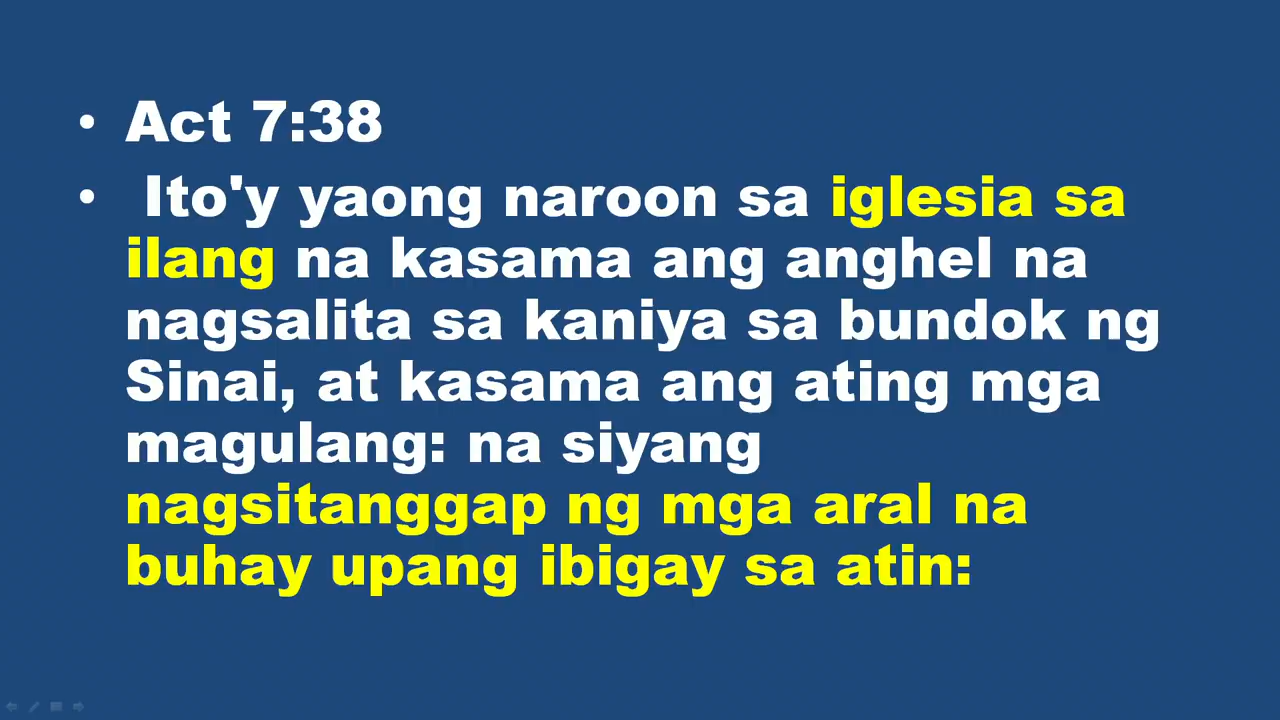 • Act 7:38
• Ito'y yaong naroon sa iglesia sa
ilang na kasama ang anghel na
nagsalita sa kaniya sa bundok ng
Sinai, at kasama ang ating mga
magulang: na siyang
nagsitanggap ng mga aral na
buhay upang ibigay sa atin: